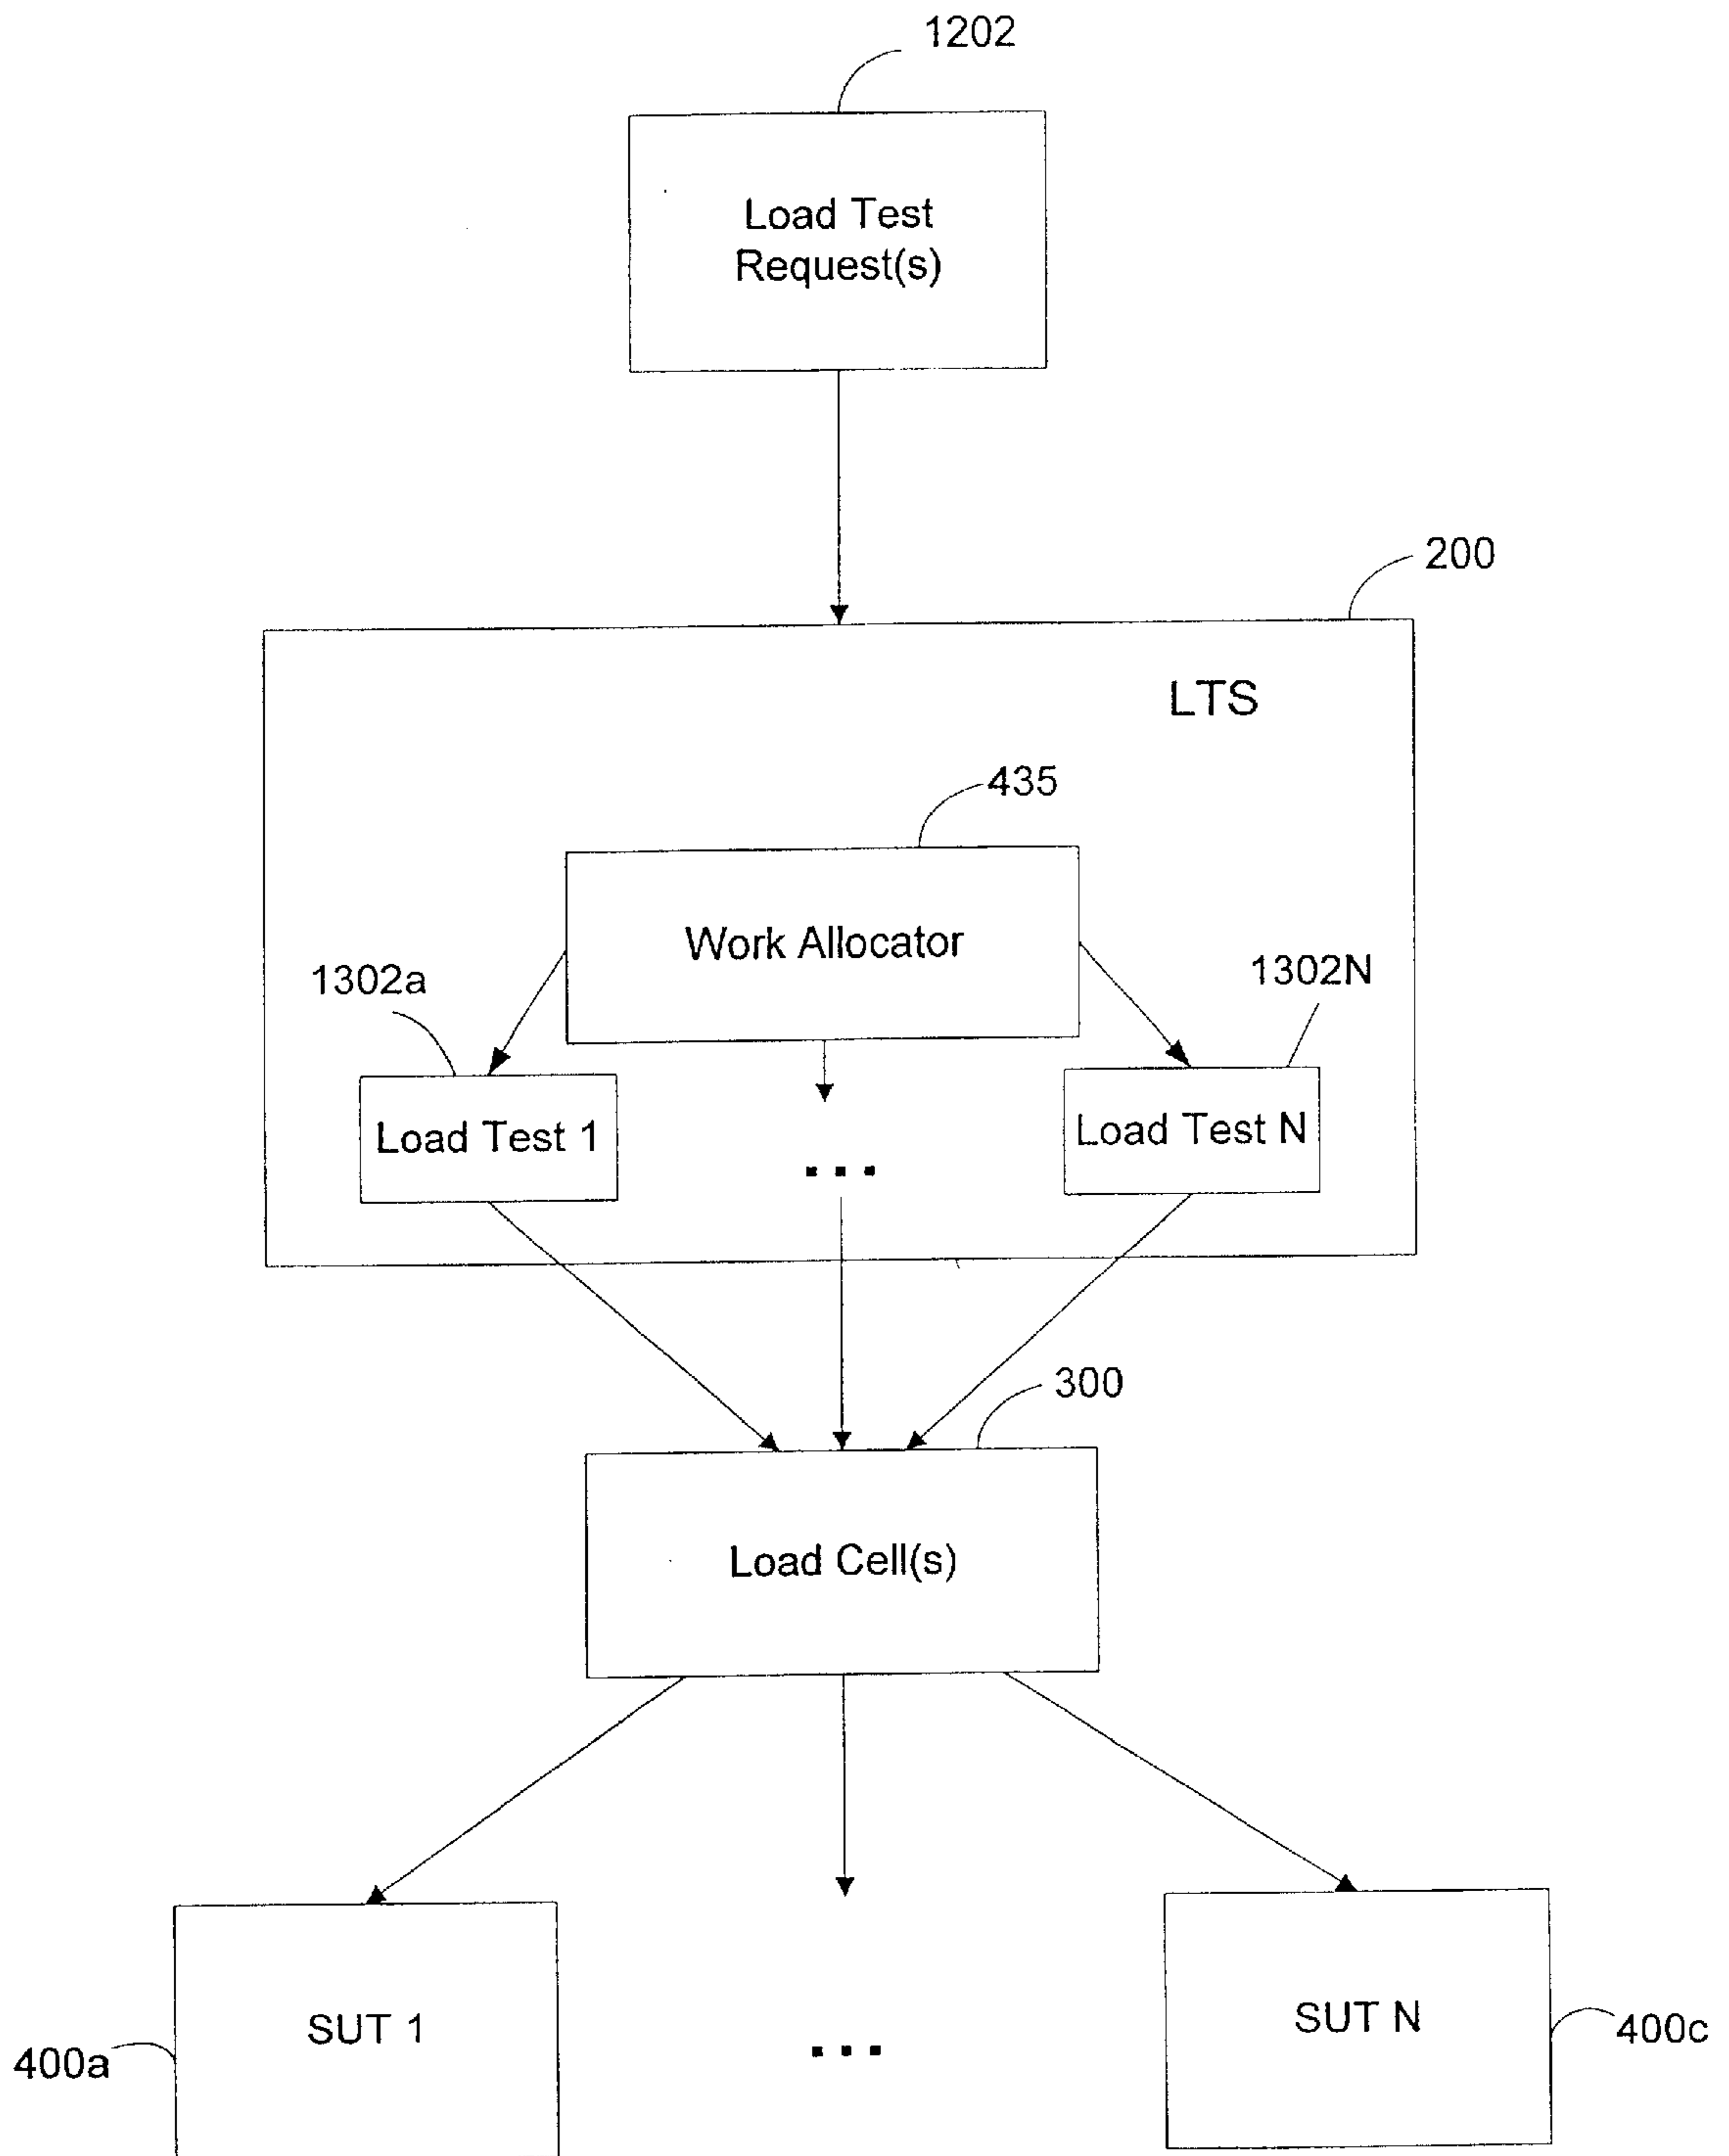 1202
Load Test
Request(s)
200
LTS
435
Work Allocator
1302a
1302N
Load Test 1
Load Test N
...
300
Load Cell(s)
SUT 1
SUT N
400a
...
400c